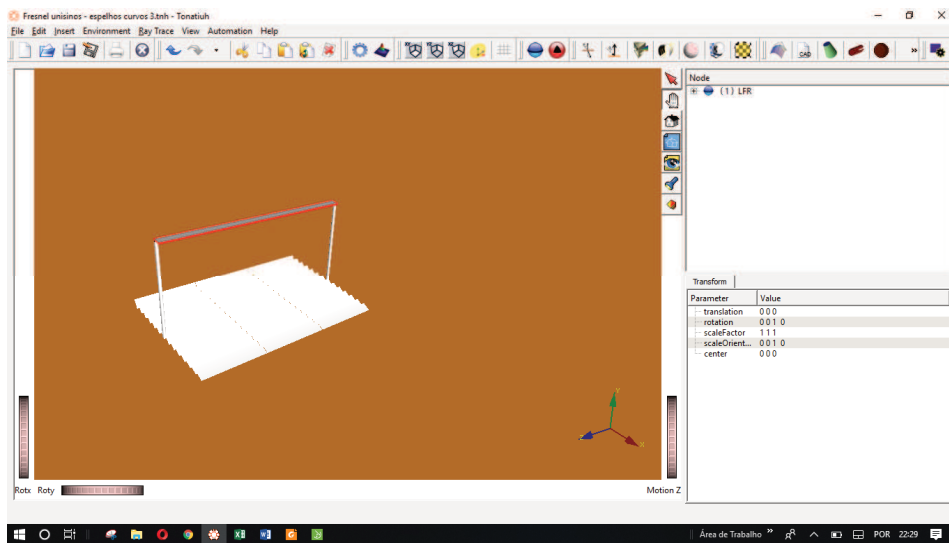 Fresnel unisinos - espelhos curvos 3.tnh - Tonatiuh
File Edit Insert Environment Ray Trace View Automation Help
Node
(1) LFR
Transform
Parameter Value
translation 0 0 0
rotation 0 0 1 0
scaleFactor 1 1 1
scaleOrient... 0 0 1 0
center 0 0 0
Rotx Roty Motion Z
Área de Trabalho POR 22:29